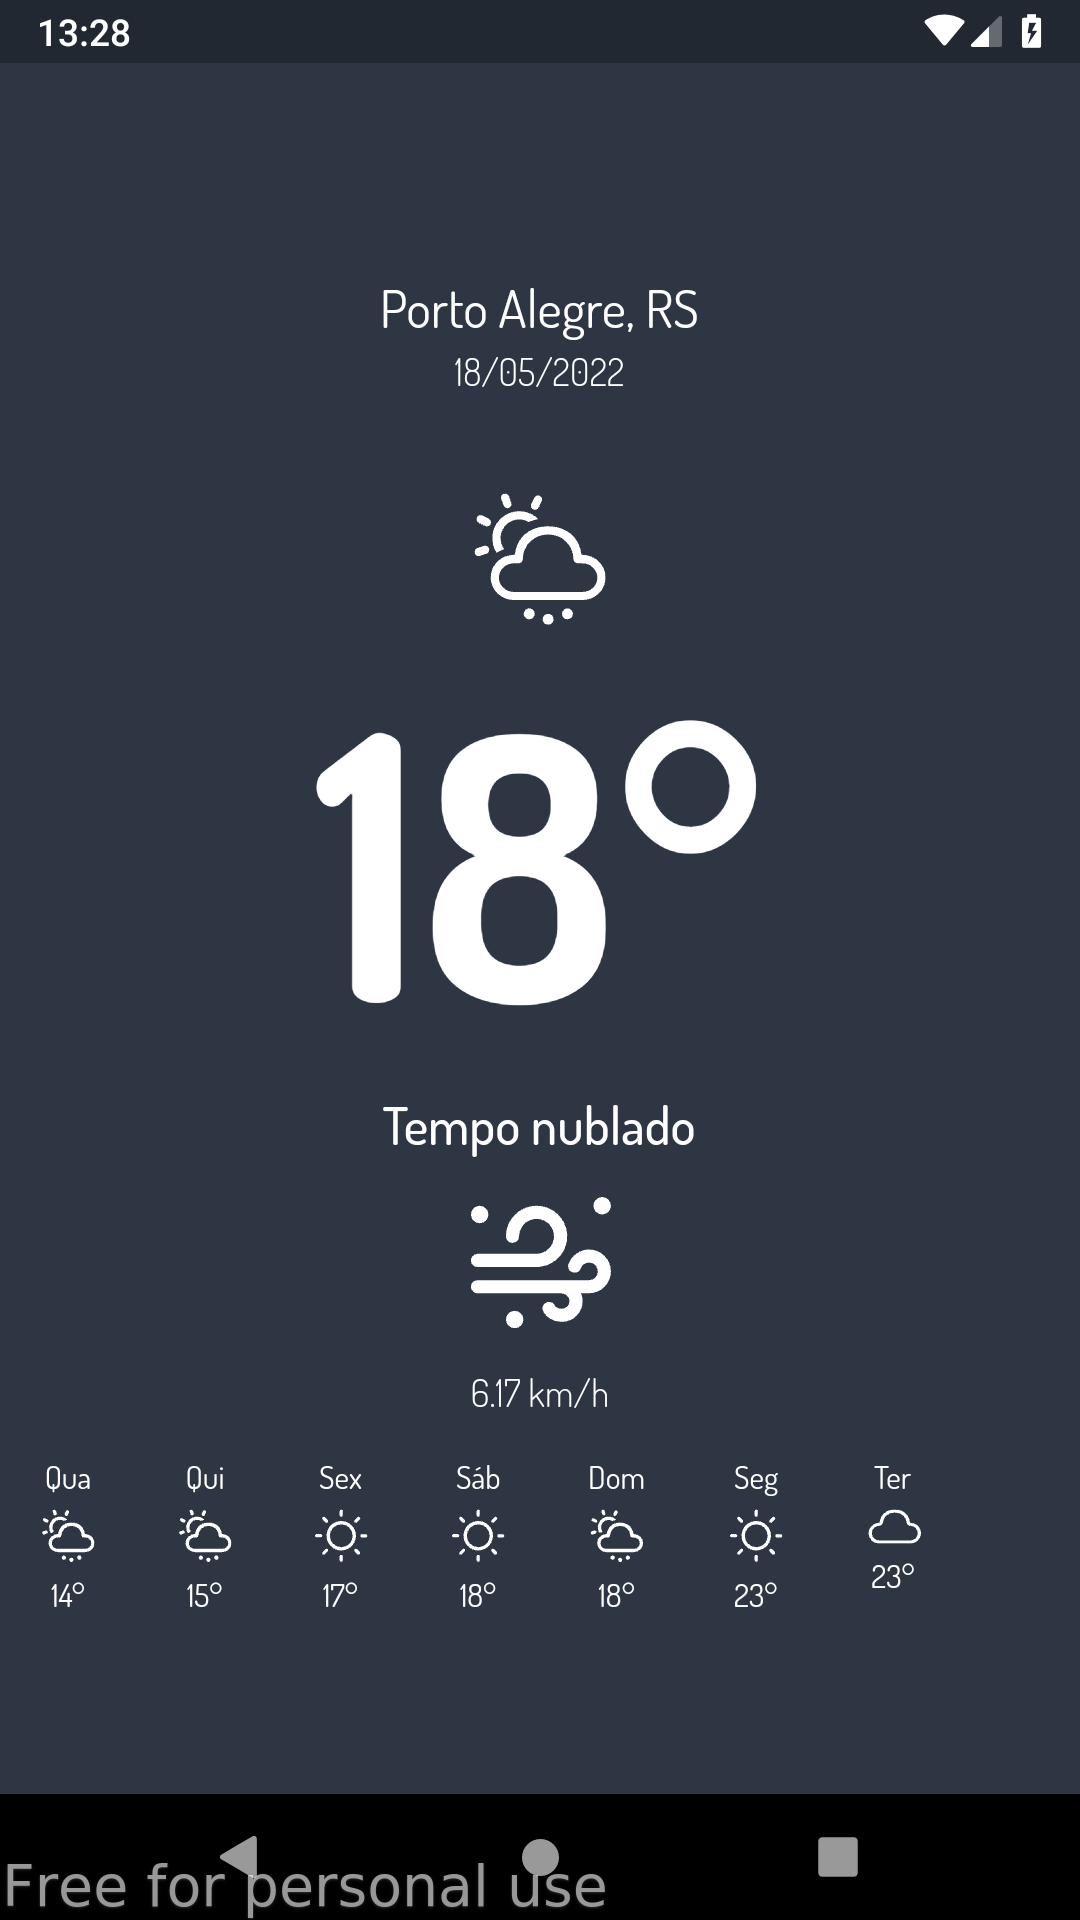 13:28
Porto Alegre, RS
18/05/2022
18°
Tempo nublado
6.17 km/h
Qua Qui Sex Sáb Dom Seg Ter
14° 15° 17° 18° 18° 23° 23°
Free for personal use